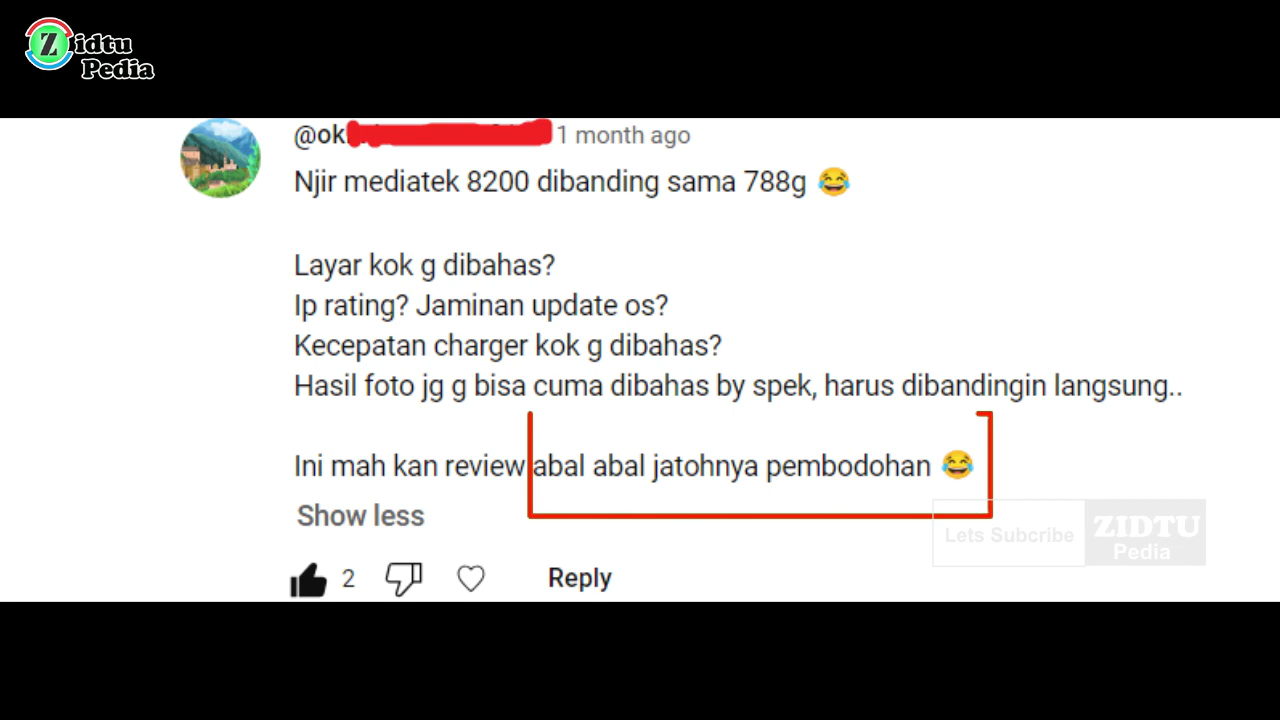 Zidtu
Pedia
@ok
1 month ago
Njir mediatek 8200 dibanding sama 788g 😂
Layar kok g dibahas?
Ip rating? Jaminan update os?
Kecepatan charger kok g dibahas?
Hasil foto jg g bisa cuma dibahas by spek, harus dibandingin langsung..
Ini mah kan review abal abal jatohnya pembodohan 😂
Show less
2
Reply
Lets Subcribe
ZIDTU
Pedia